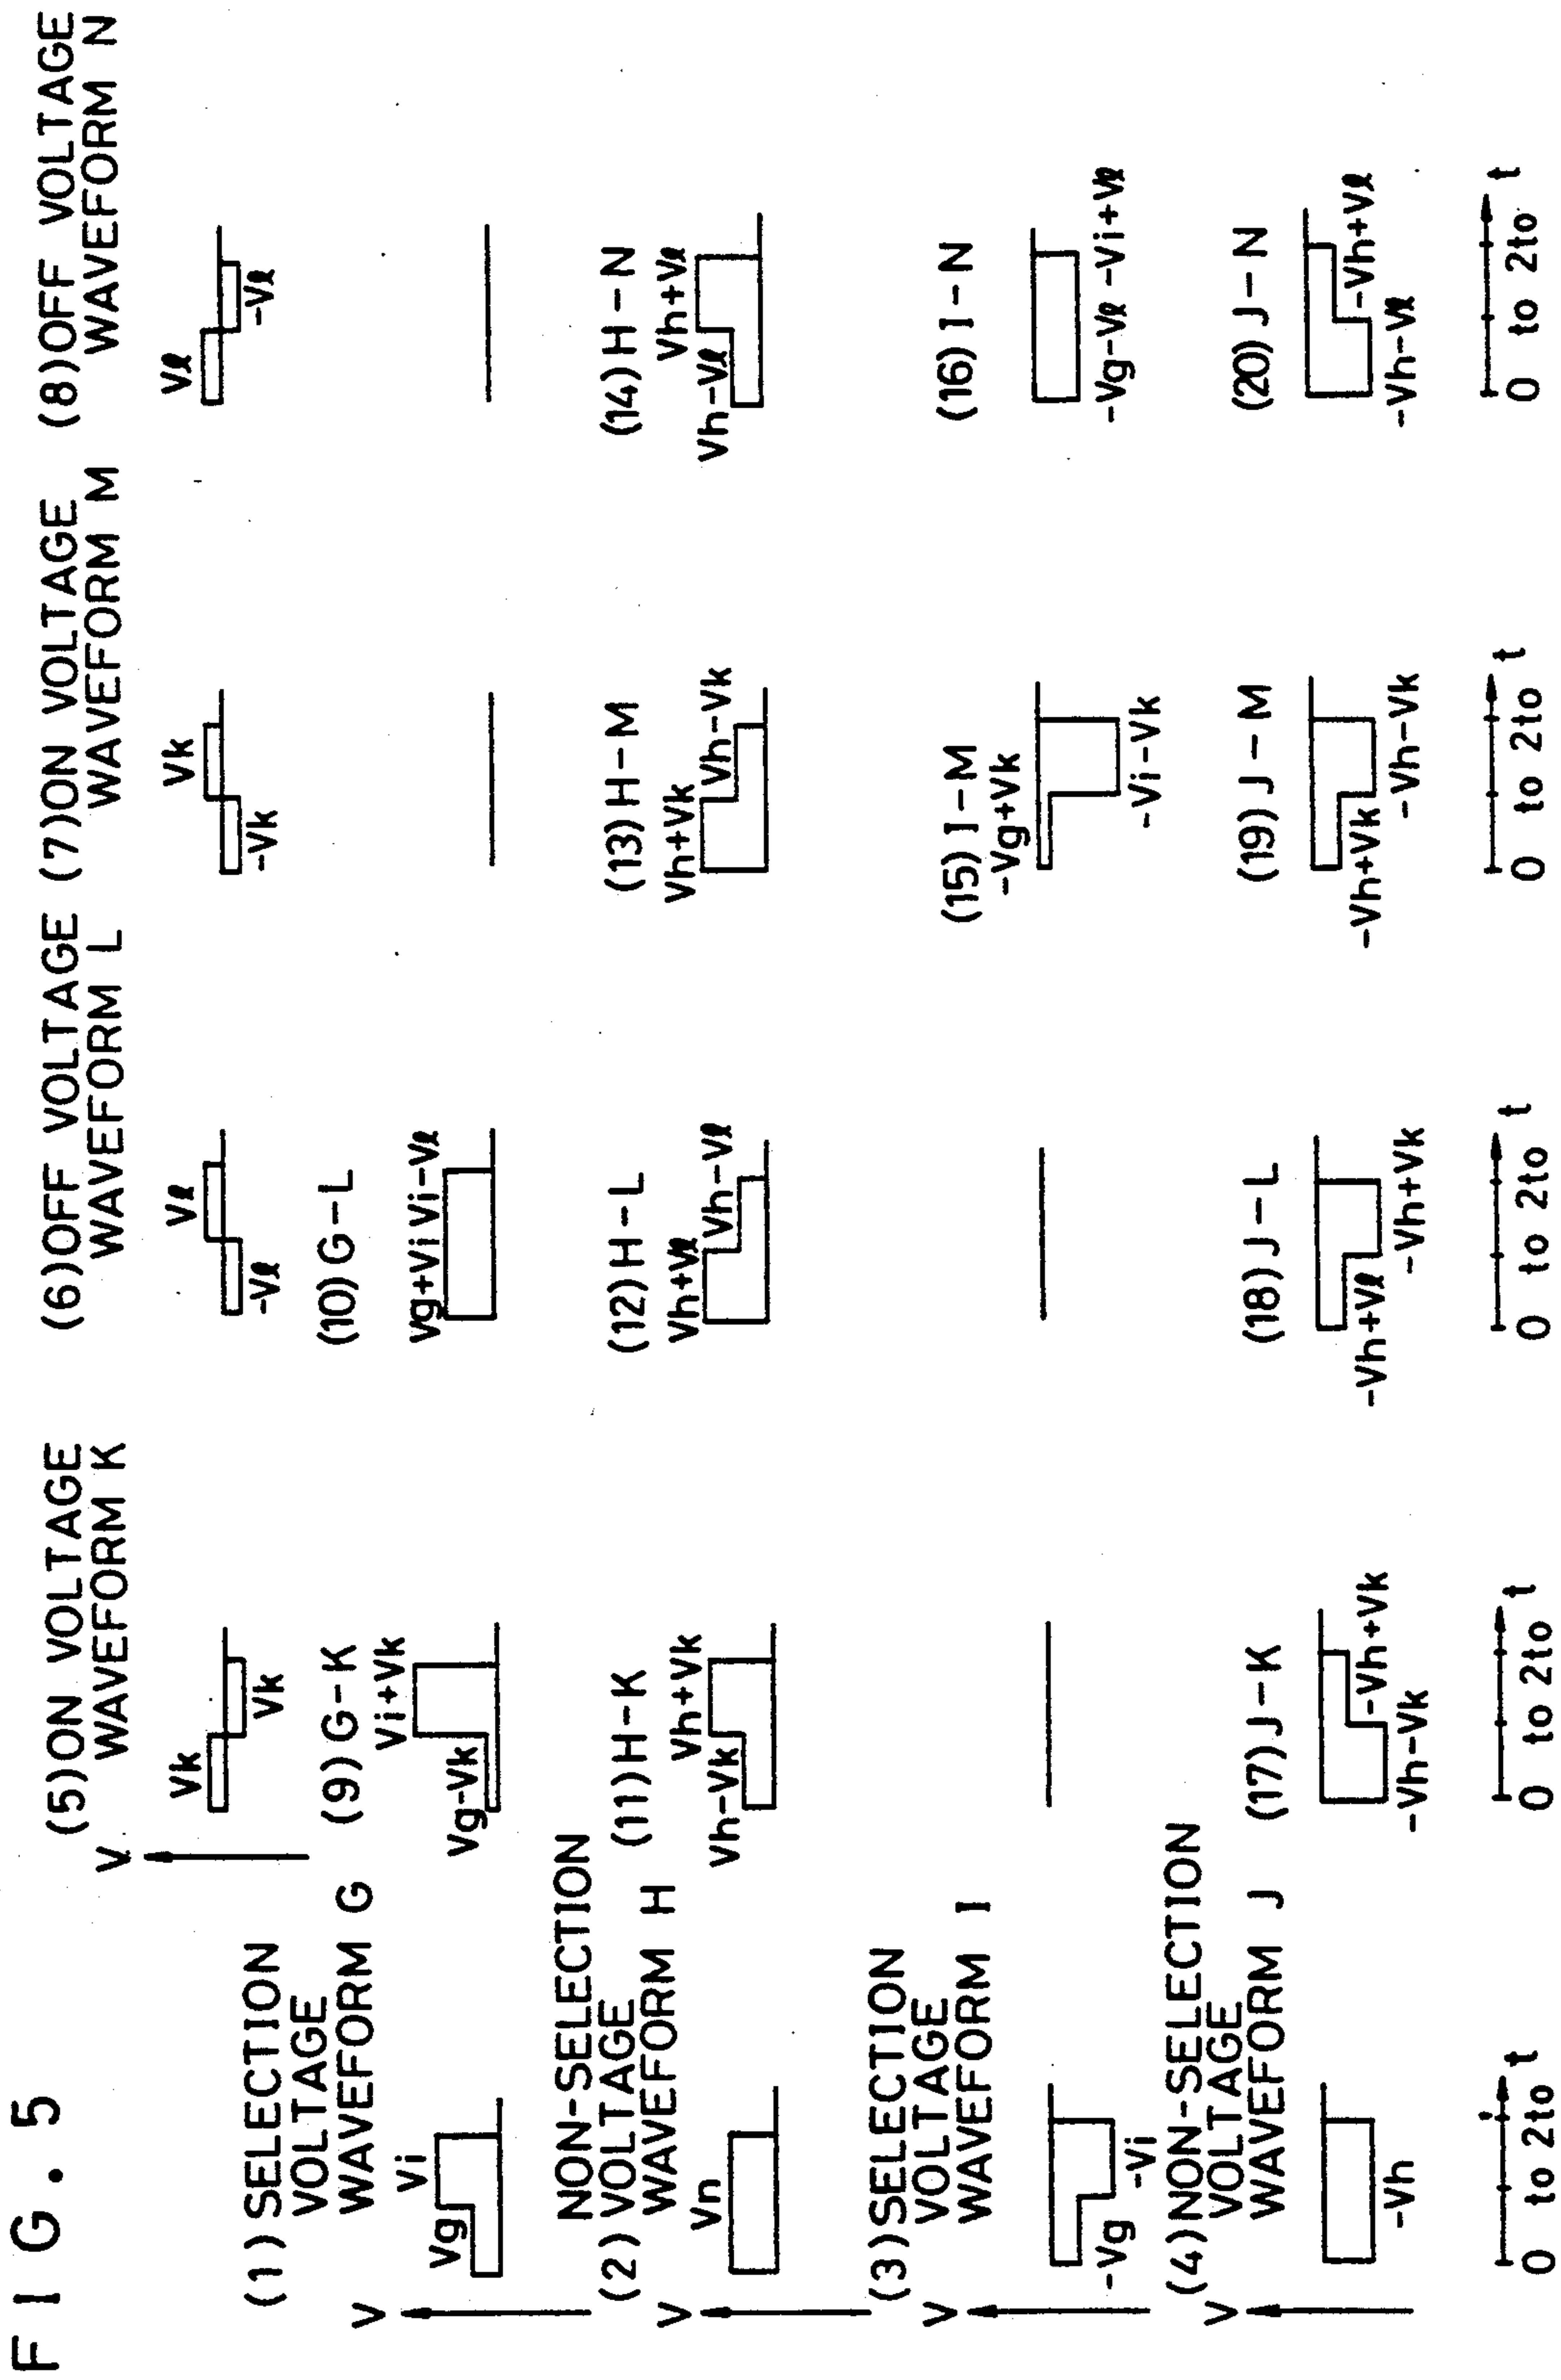 FIG. 5
(5)ON VOLTAGE
WAVEFORM K
(6)OFF VOLTAGE
WAVEFORM L
(7)ON VOLTAGE
WAVEFORM M
(8)OFF VOLTAGE
WAVEFORM N
V
Vk
Vk
-Vℓ
Vℓ
-Vk
Vk
Vℓ
-Vℓ
(1) SELECTION
VOLTAGE
WAVEFORM G
V
Vg
Vi
(9) G-K
Vg-Vk
Vi+Vk
(10) G-L
Vg+Vi Vi-Vℓ
NON-SELECTION
(2) VOLTAGE
WAVEFORM H
V
Vn
(11) H-K
Vh-Vk
Vh+Vk
(12) H-L
Vh+Vℓ
Vh-Vℓ
(13) H-M
Vh+Vk
Vh-Vk
(14) H-N
Vh-Vℓ
Vh+Vℓ
(3) SELECTION
VOLTAGE
WAVEFORM I
V
-Vg
-Vi
(15) I-M
-Vg+Vk
-Vi-Vk
(16) I-N
-Vg-Vℓ -Vi+Vℓ
(4) NON-SELECTION
VOLTAGE
WAVEFORM J
V
-Vh
(17) J-K
-Vh-Vk
-Vh+Vk
(18) J-L
-Vh+Vℓ
-Vh+Vk
(19) J-M
-Vh+Vk
-Vh-Vk
(20) J-N
-Vh-Vℓ
-Vh+Vℓ
0 to 2to t
0 to 2to t
0 to 2to t
0 to 2to t
0 to 2to t